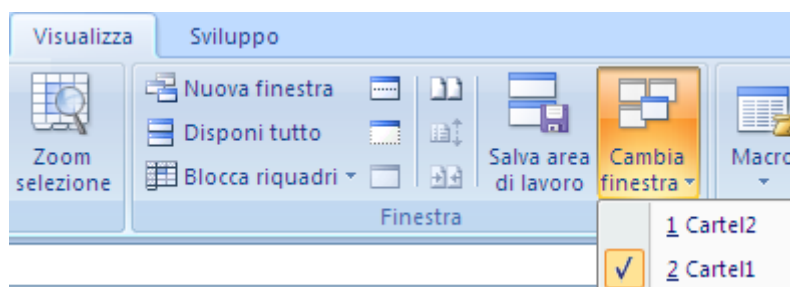 Visualizza
Sviluppo
Zoom
selezione
Nuova finestra
Disponi tutto
Blocca riquadri
Salva area
di lavoro
Cambia
finestra
Macro
Finestra
1 Cartel2
2 Cartel1